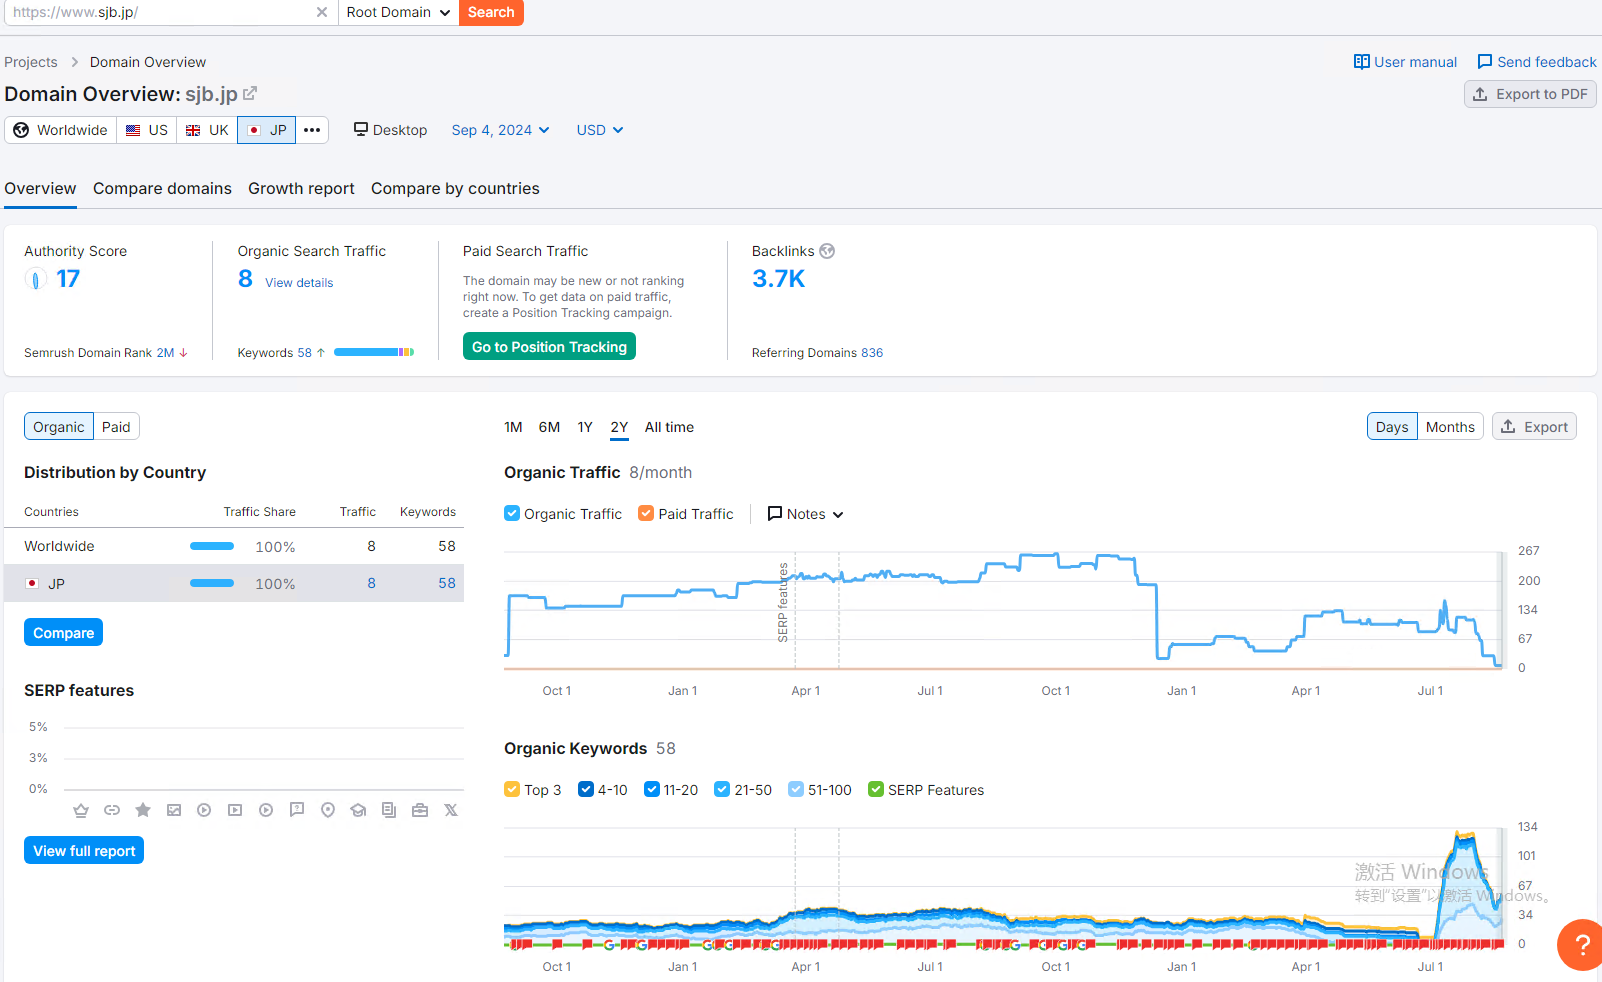 https://www.sjb.jp/
Root Domain
Search
Projects
Domain Overview
User manual
Send feedback
Domain Overview: sjb.jp
Export to PDF
Worldwide
US
UK
JP
Desktop
Sep 4, 2024
USD
Overview
Compare domains
Growth report
Compare by countries
Authority Score
17
Semrush Domain Rank 2M ↓
Organic Search Traffic
8 View details
Keywords 58 ↑
Paid Search Traffic
The domain may be new or not ranking
right now. To get data on paid traffic,
create a Position Tracking campaign.
Go to Position Tracking
Backlinks
3.7K
Referring Domains 836
Organic
Paid
Distribution by Country
Countries Traffic Share Traffic Keywords
Worldwide 100% 8 58
JP 100% 8 58
Compare
SERP features
5%
3%
0%
View full report
1M 6M 1Y 2Y All time
Days
Months
Export
Organic Traffic 8/month
Organic Traffic
Paid Traffic
Notes
SERP features
267
200
134
67
0
Oct 1 Jan 1 Apr 1 Jul 1 Oct 1 Jan 1 Apr 1 Jul 1
Organic Keywords 58
Top 3
4-10
11-20
21-50
51-100
SERP Features
134
101
67
34
0
激活 Windows
转到“设置”以激活 Windows。
Oct 1 Jan 1 Apr 1 Jul 1 Oct 1 Jan 1 Apr 1 Jul 1
?